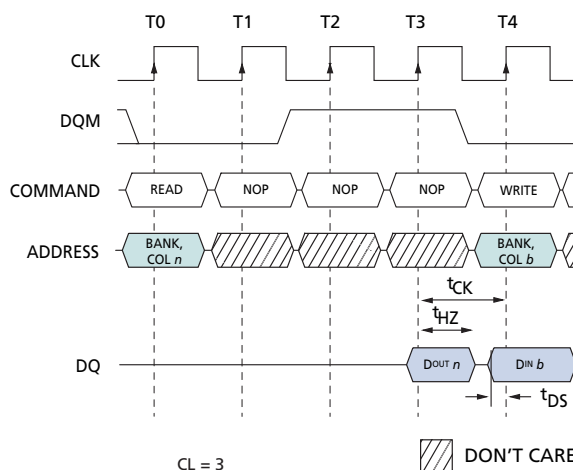 T0 T1 T2 T3 T4
CLK
DQM
COMMAND READ NOP NOP NOP WRITE
ADDRESS BANK, COL n BANK, COL b
tCK
tHZ
DQ DOUT n DIN b
tDS
CL = 3
DON'T CARE